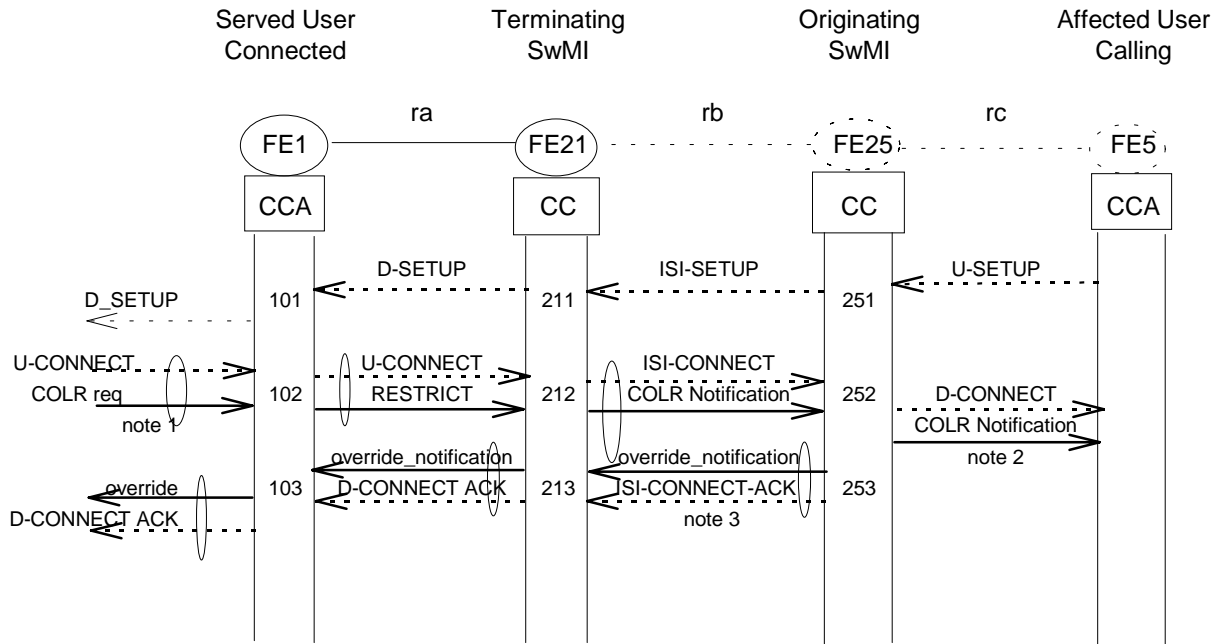 Served User
Connected
Terminating
SwMI
Originating
SwMI
Affected User
Calling
ra
rb
rc
FE1
FE21
FE25
FE5
CCA
CC
CC
CCA
D-SETUP
ISI-SETUP
U-SETUP
101
211
251
D_SETUP
U-CONNECT
U-CONNECT
ISI-CONNECT
COLR req
102
RESTRICT
212
COLR Notification
252
D-CONNECT
note 1
COLR Notification
note 2
override_notification
override_notification
override
103
D-CONNECT ACK
213
ISI-CONNECT-ACK
253
D-CONNECT ACK
note 3